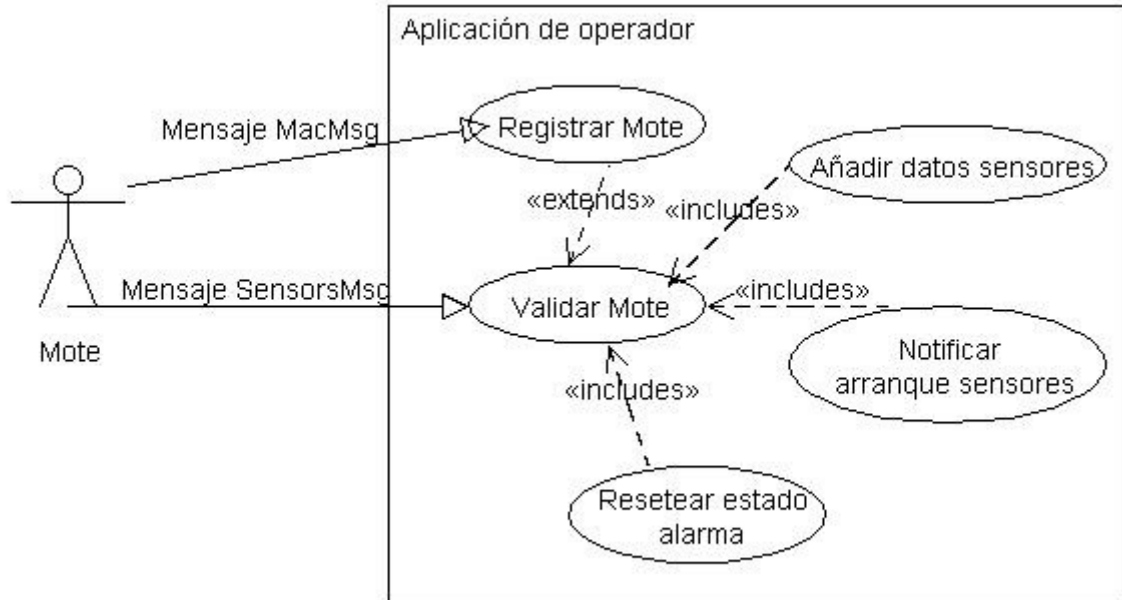 Aplicación de operador
Mensaje MacMsg
Registrar Mote
Añadir datos sensores
«extends»
«includes»
Mensaje SensorsMsg
Validar Mote
«includes»
Mote
Notificar
arranque sensores
«includes»
Resetear estado
alarma